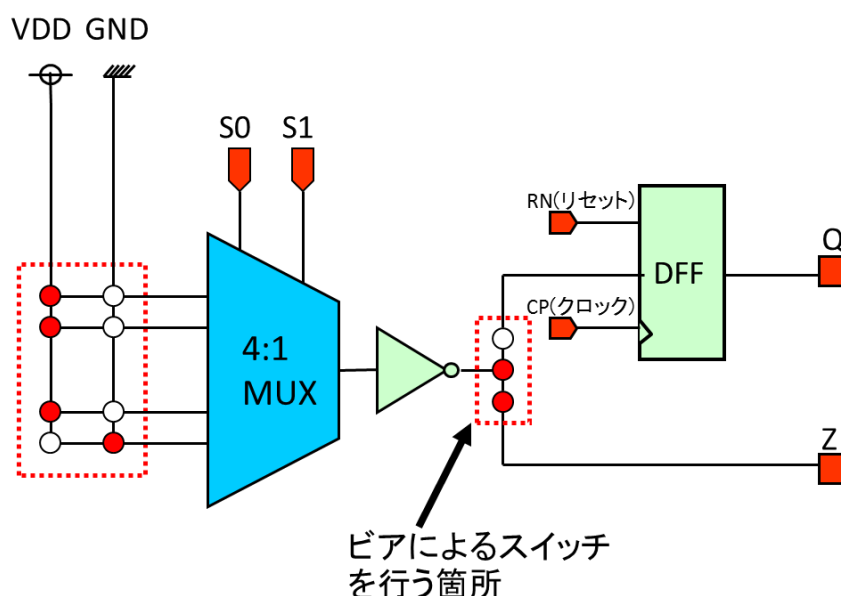 VDD GND
S0 S1
RN(リセット)
Q
DFF
CP(クロック)
4:1
MUX
Z
ビアによるスイッチ
を行う箇所